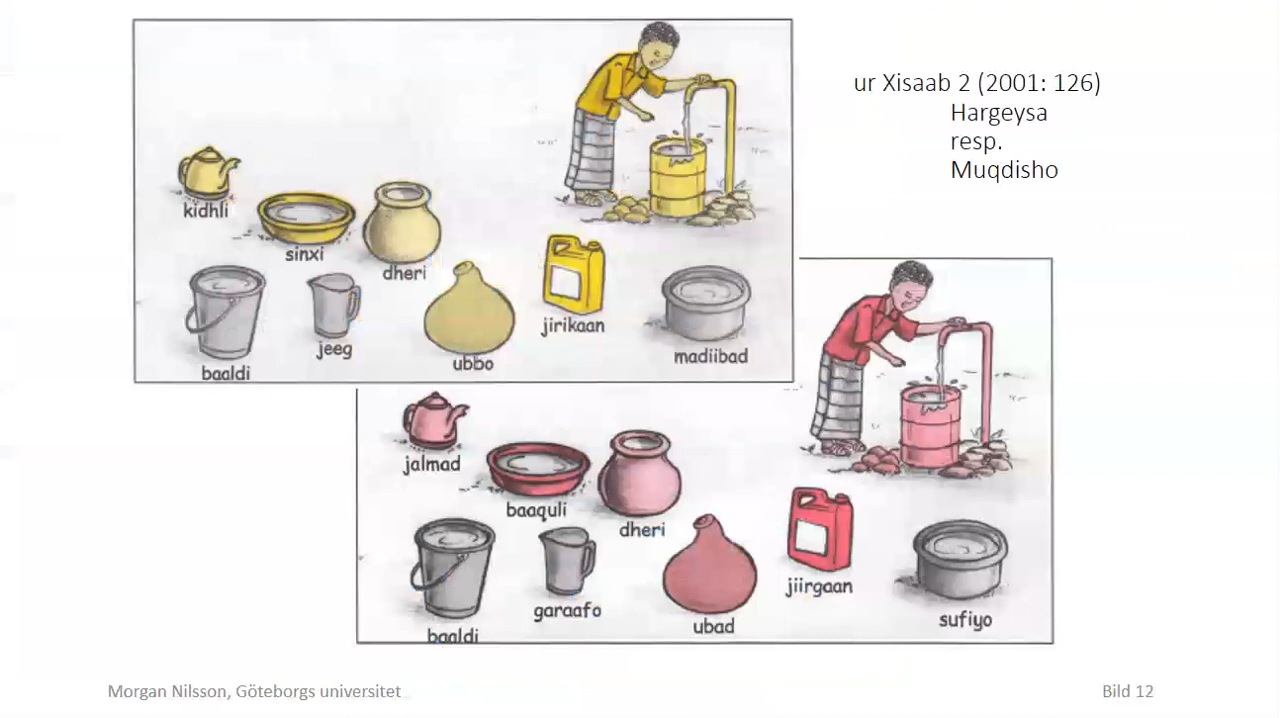 ur Xisaab 2 (2001: 126)
Hargeysa
resp.
Muqdisho
kidhli
sinxi
dheri
baaldi
jeeg
ubbo
jirikaan
madiibad
jalmad
baaquli
dheri
baaldi
garaafo
ubad
jiirgaan
sufiyo
Morgan Nilsson, Göteborgs universitet
Bild 12